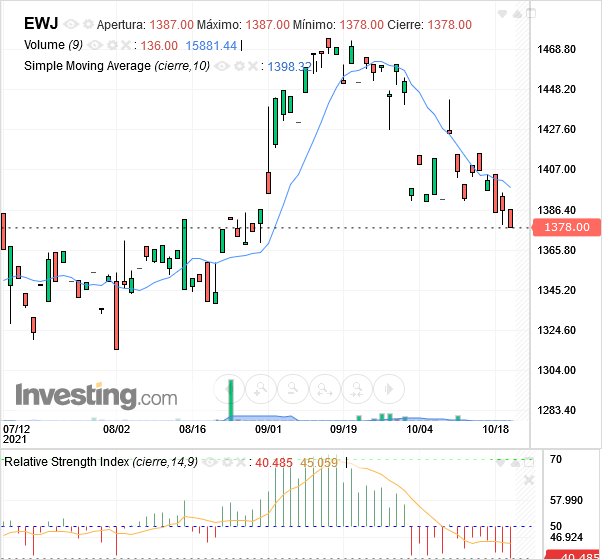 EWJ Apertura: 1387.00 Máximo: 1387.00 Mínimo: 1378.00 Cierre: 1378.00
Volume (9) : 136.00 15881.44
Simple Moving Average (cierre,10) : 1398.32
1468.80
1448.20
1427.60
1407.00
1386.40
1378.00
1365.80
1345.20
1324.60
1304.00
1283.40
Investing.com
07/12 08/02 08/16 09/01 09/19 10/04 10/18
2021
Relative Strength Index (cierre,14,9) : 40.485 45.059
70
57.990
50
46.924
40.485